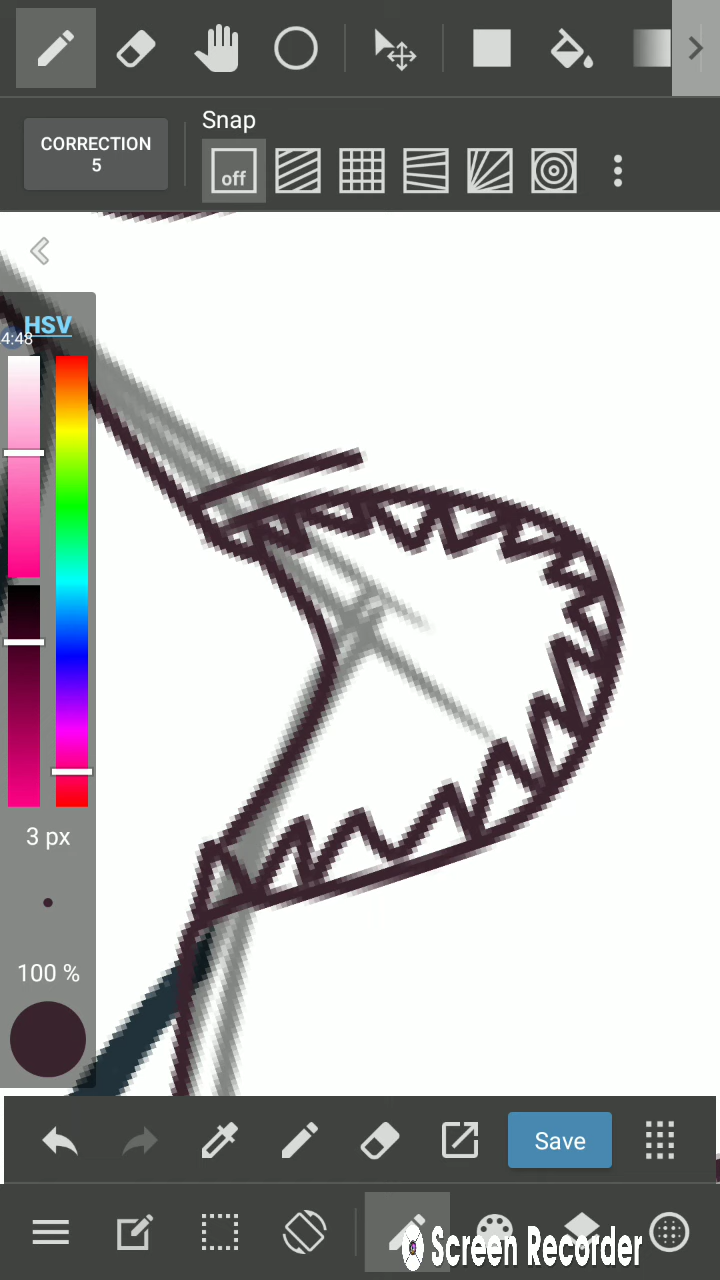 Snap
CORRECTION
5
off
HSV
4:48
3 px
100 %
Save
Screen Recorder